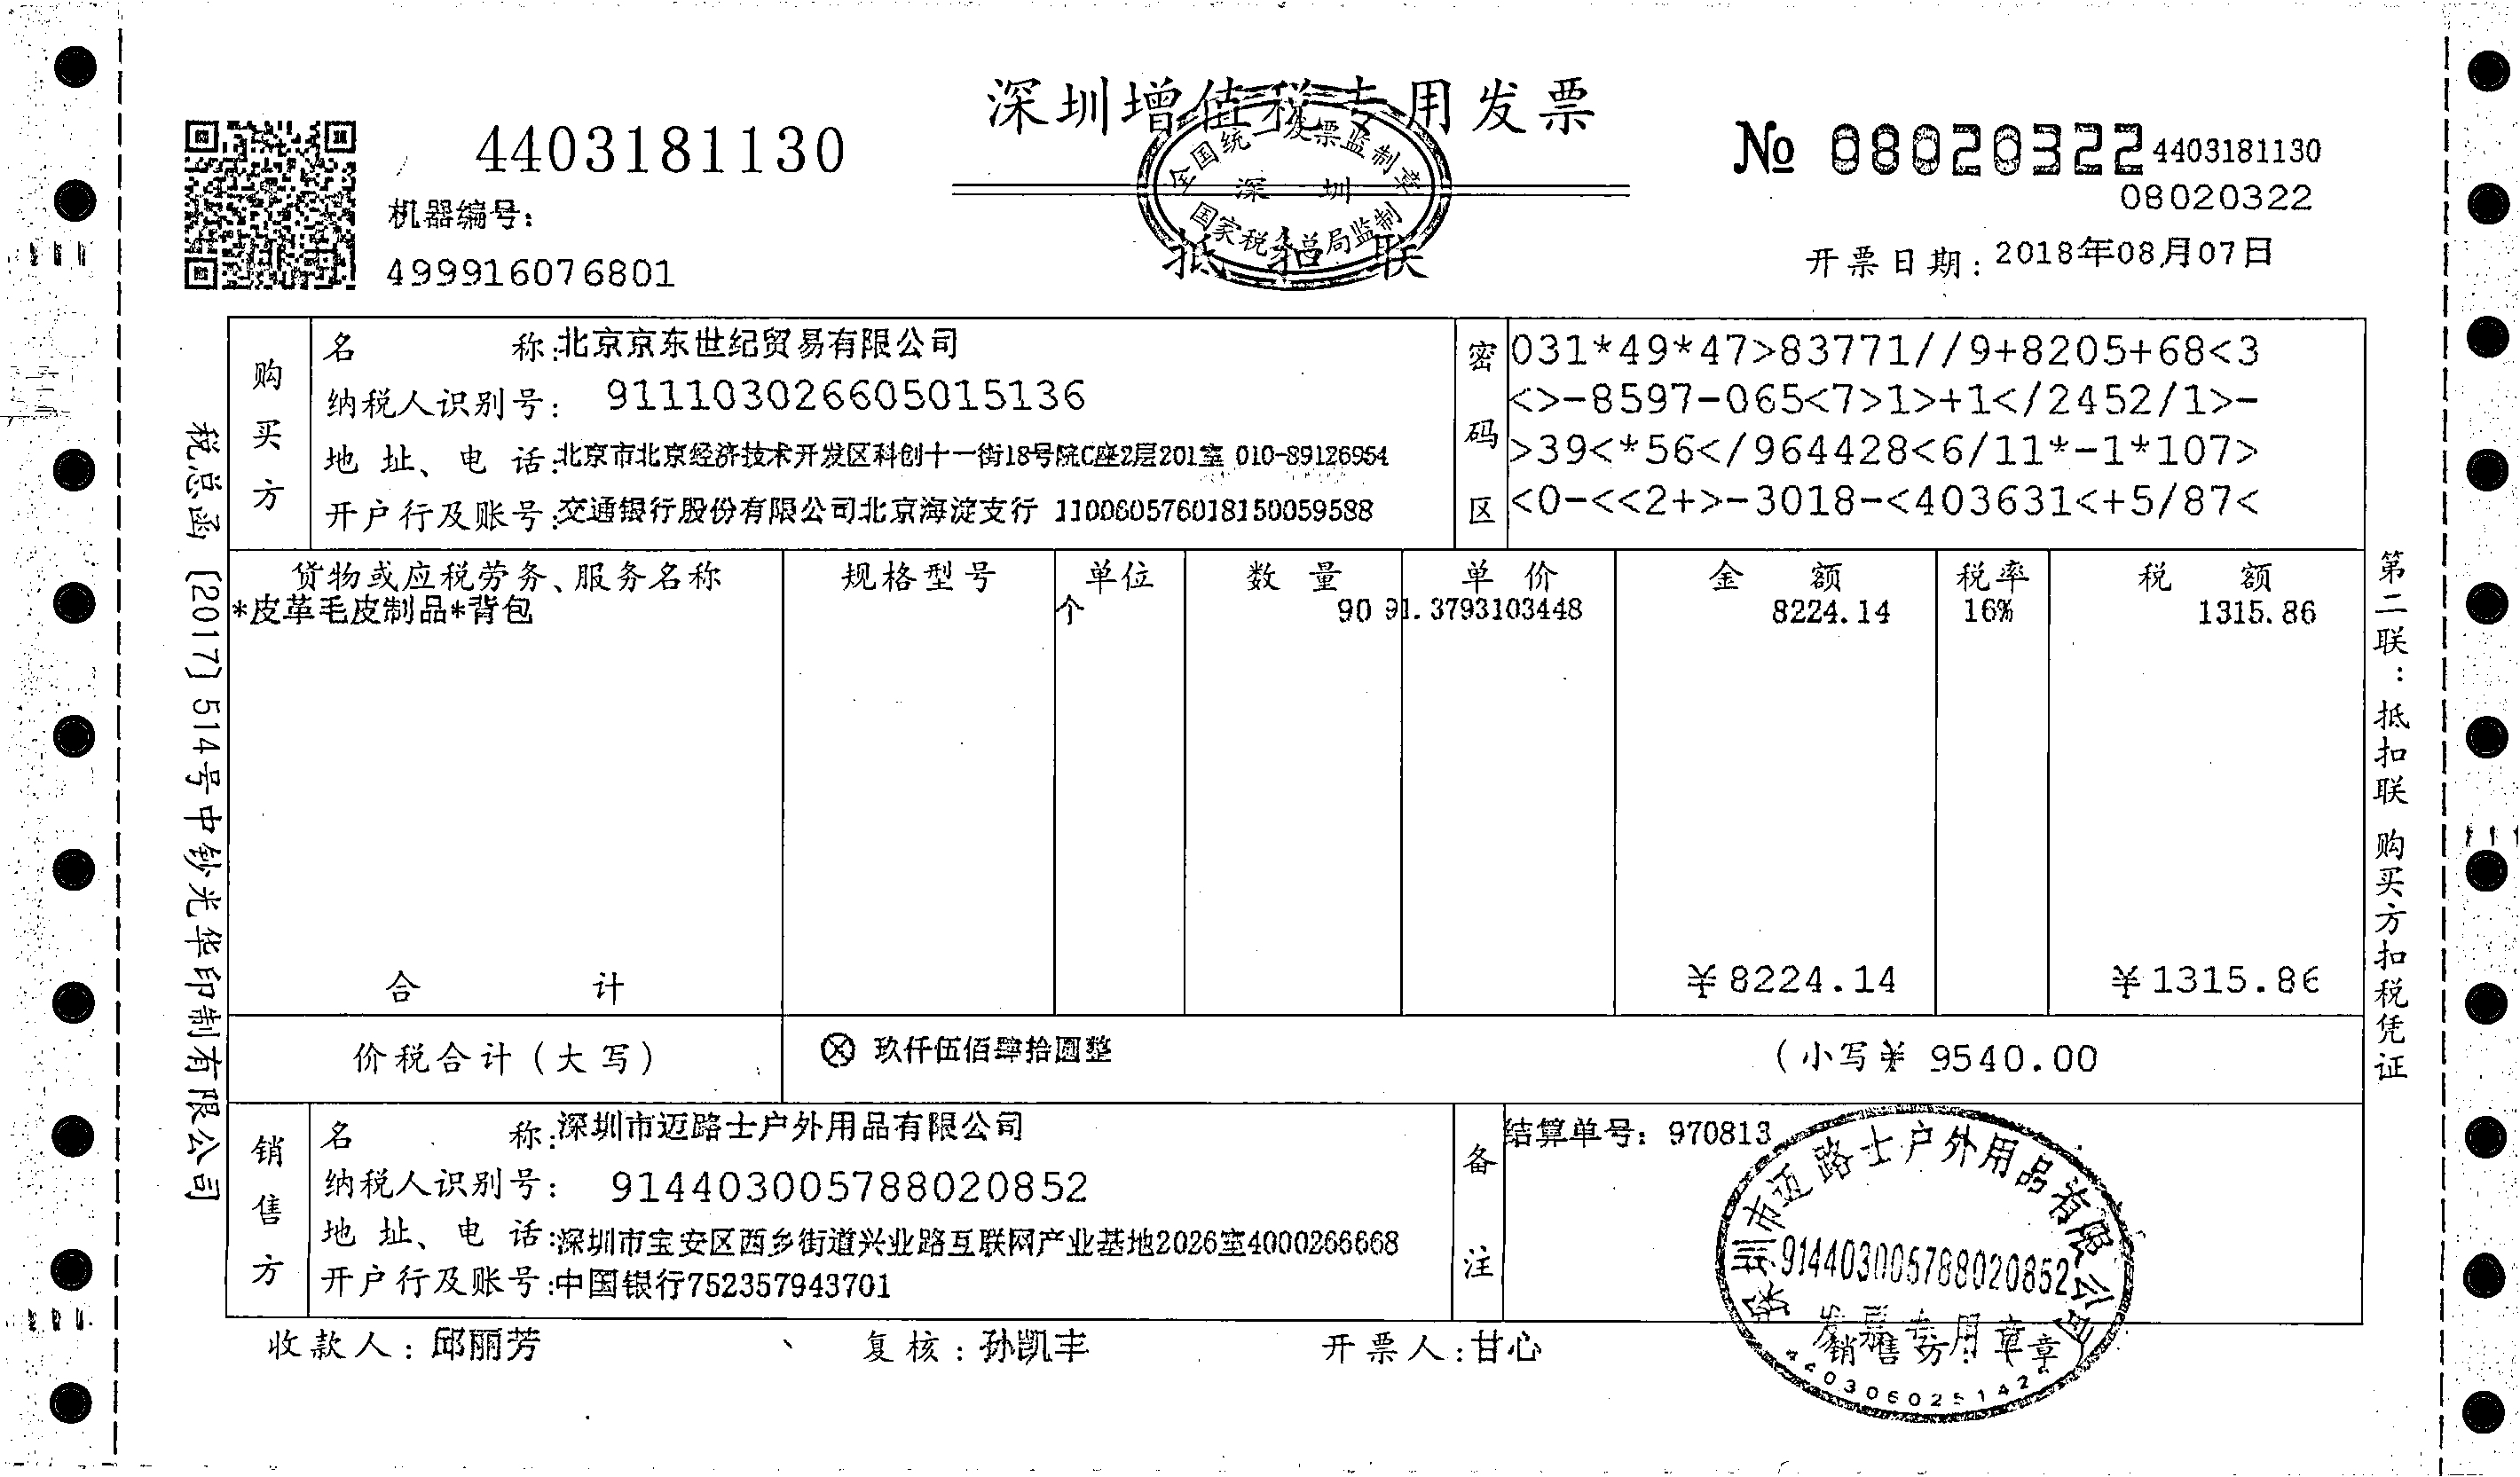 深圳增值税专用发票
全国统一发票监制章
深圳
国家税务总局监制
抵扣联
4403181130
机器编号:
499916076801
№ 08020322
4403181130
08020322
开票日期: 2018年08月07日
购买方
名称:北京京东世纪贸易有限公司
纳税人识别号: 911103026605015136
地址、电话:北京市北京经济技术开发区科创十一街18号院C座2层201室 010-89126954
开户行及账号:交通银行股份有限公司北京海淀支行 110060576018150059588
密码区
031*49*47>83771//9+8205+68<3
<>-8597-065<7>1>+1</2452/1>-
>39<*56</964428<6/11*-1*107>
<0-<<2+>-3018-<403631<+5/87<
货物或应税劳务、服务名称 规格型号 单位 数量 单价 金额 税率 税额
*皮革毛皮制品*背包 个 90 91.3793103448 8224.14 16% 1315.86
合计 ¥8224.14 ¥1315.86
价税合计(大写) ⊗ 玖仟伍佰肆拾圆整 (小写¥ 9540.00
销售方
名称:深圳市迈路士户外用品有限公司
纳税人识别号: 914403005788020852
地址、电话:深圳市宝安区西乡街道兴业路互联网产业基地2026室4000266668
开户行及账号:中国银行752357943701
备注
结算单号: 970813
深圳市迈路士户外用品有限公司
914403005788020852
发票专用章
收款人: 邱丽芳 复核: 孙凯丰 开票人:甘心 销售方:章
税总函[2017]514号中钞光华印制有限公司
第二联:抵扣联 购买方扣税凭证